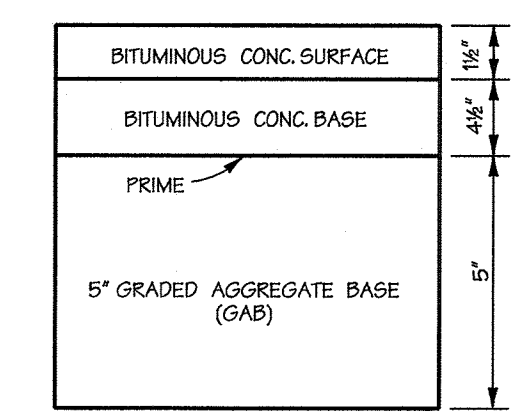 BITUMINOUS CONC. SURFACE
1½"
BITUMINOUS CONC. BASE
4½"
PRIME
5" GRADED AGGREGATE BASE
(GAB)
5"